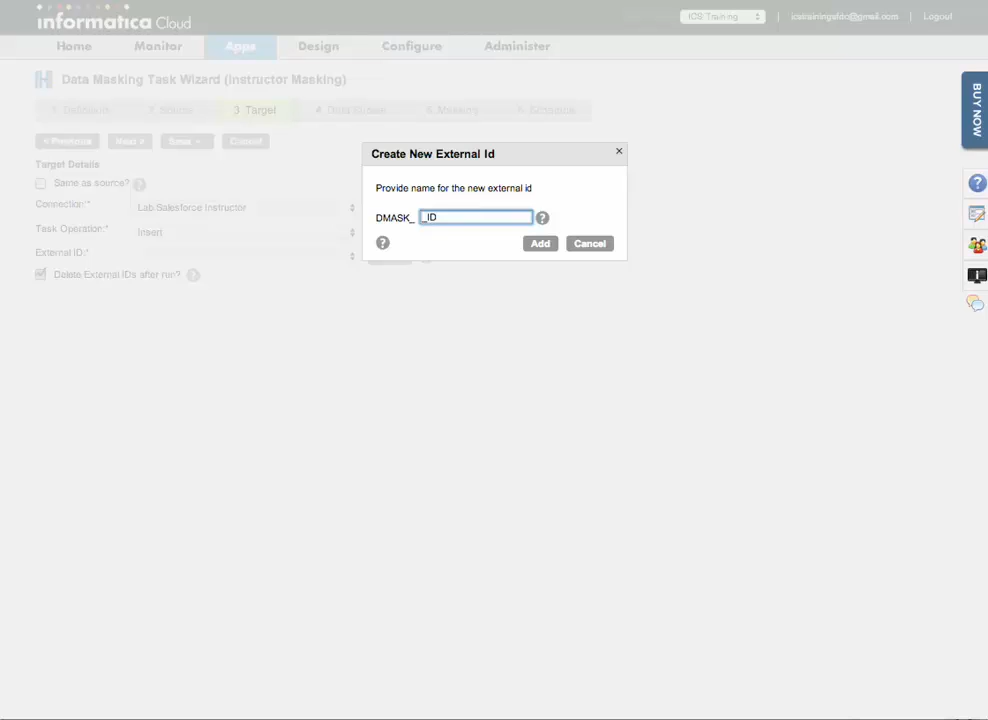 informatica Cloud
ICS Training
icstrainingsfdc@gmail.com | Logout
Home Monitor Apps Design Configure Administer
Data Masking Task Wizard (Instructor Masking)
1. Definition 2. Source 3. Target 5. Masking 6. Schedule
< Previous Next > Save Cancel
Target Details
Same as source?
Connection:* Lab/Salesforce Instructor
Task Operation:* Insert
External ID:*
Delete External IDs after run?
Create New External Id ×
Provide name for the new external id
DMASK_ _ID
Add Cancel
BUY NOW